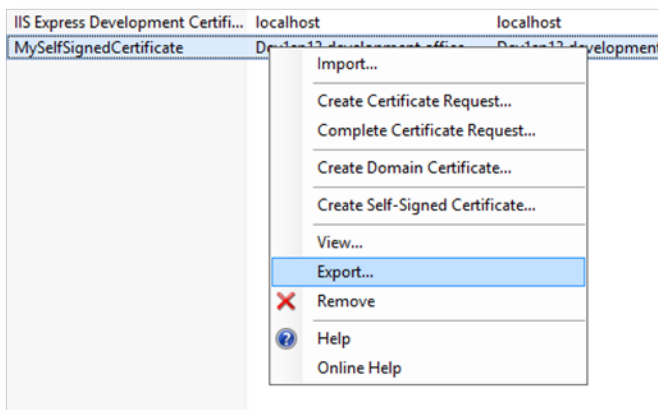 IIS Express Development Certifi... localhost localhost
MySelfSignedCertificate
Import...
Create Certificate Request...
Complete Certificate Request...
Create Domain Certificate...
Create Self-Signed Certificate...
View...
Export...
Remove
Help
Online Help